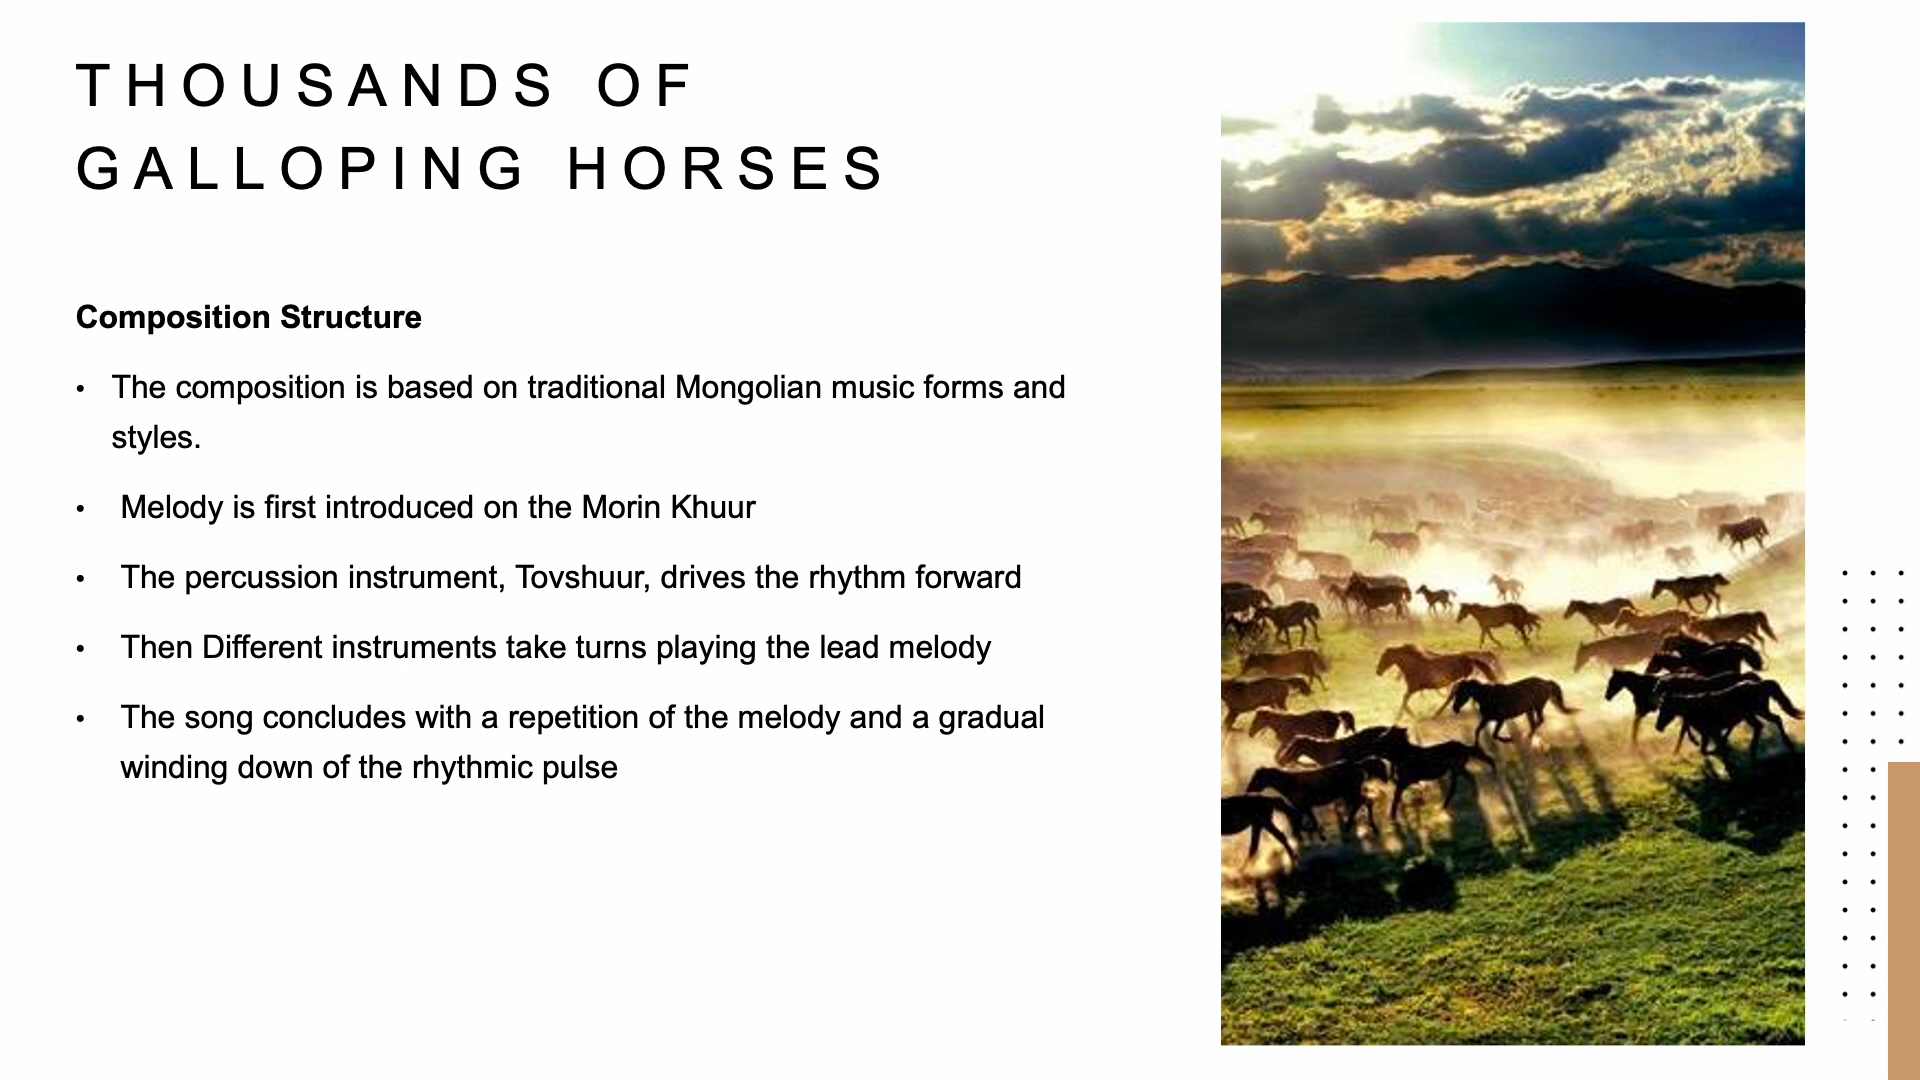 THOUSANDS OF
GALLOPING HORSES
Composition Structure
• The composition is based on traditional Mongolian music forms and
styles.
• Melody is first introduced on the Morin Khuur
• The percussion instrument, Tovshuur, drives the rhythm forward
• Then Different instruments take turns playing the lead melody
• The song concludes with a repetition of the melody and a gradual
winding down of the rhythmic pulse